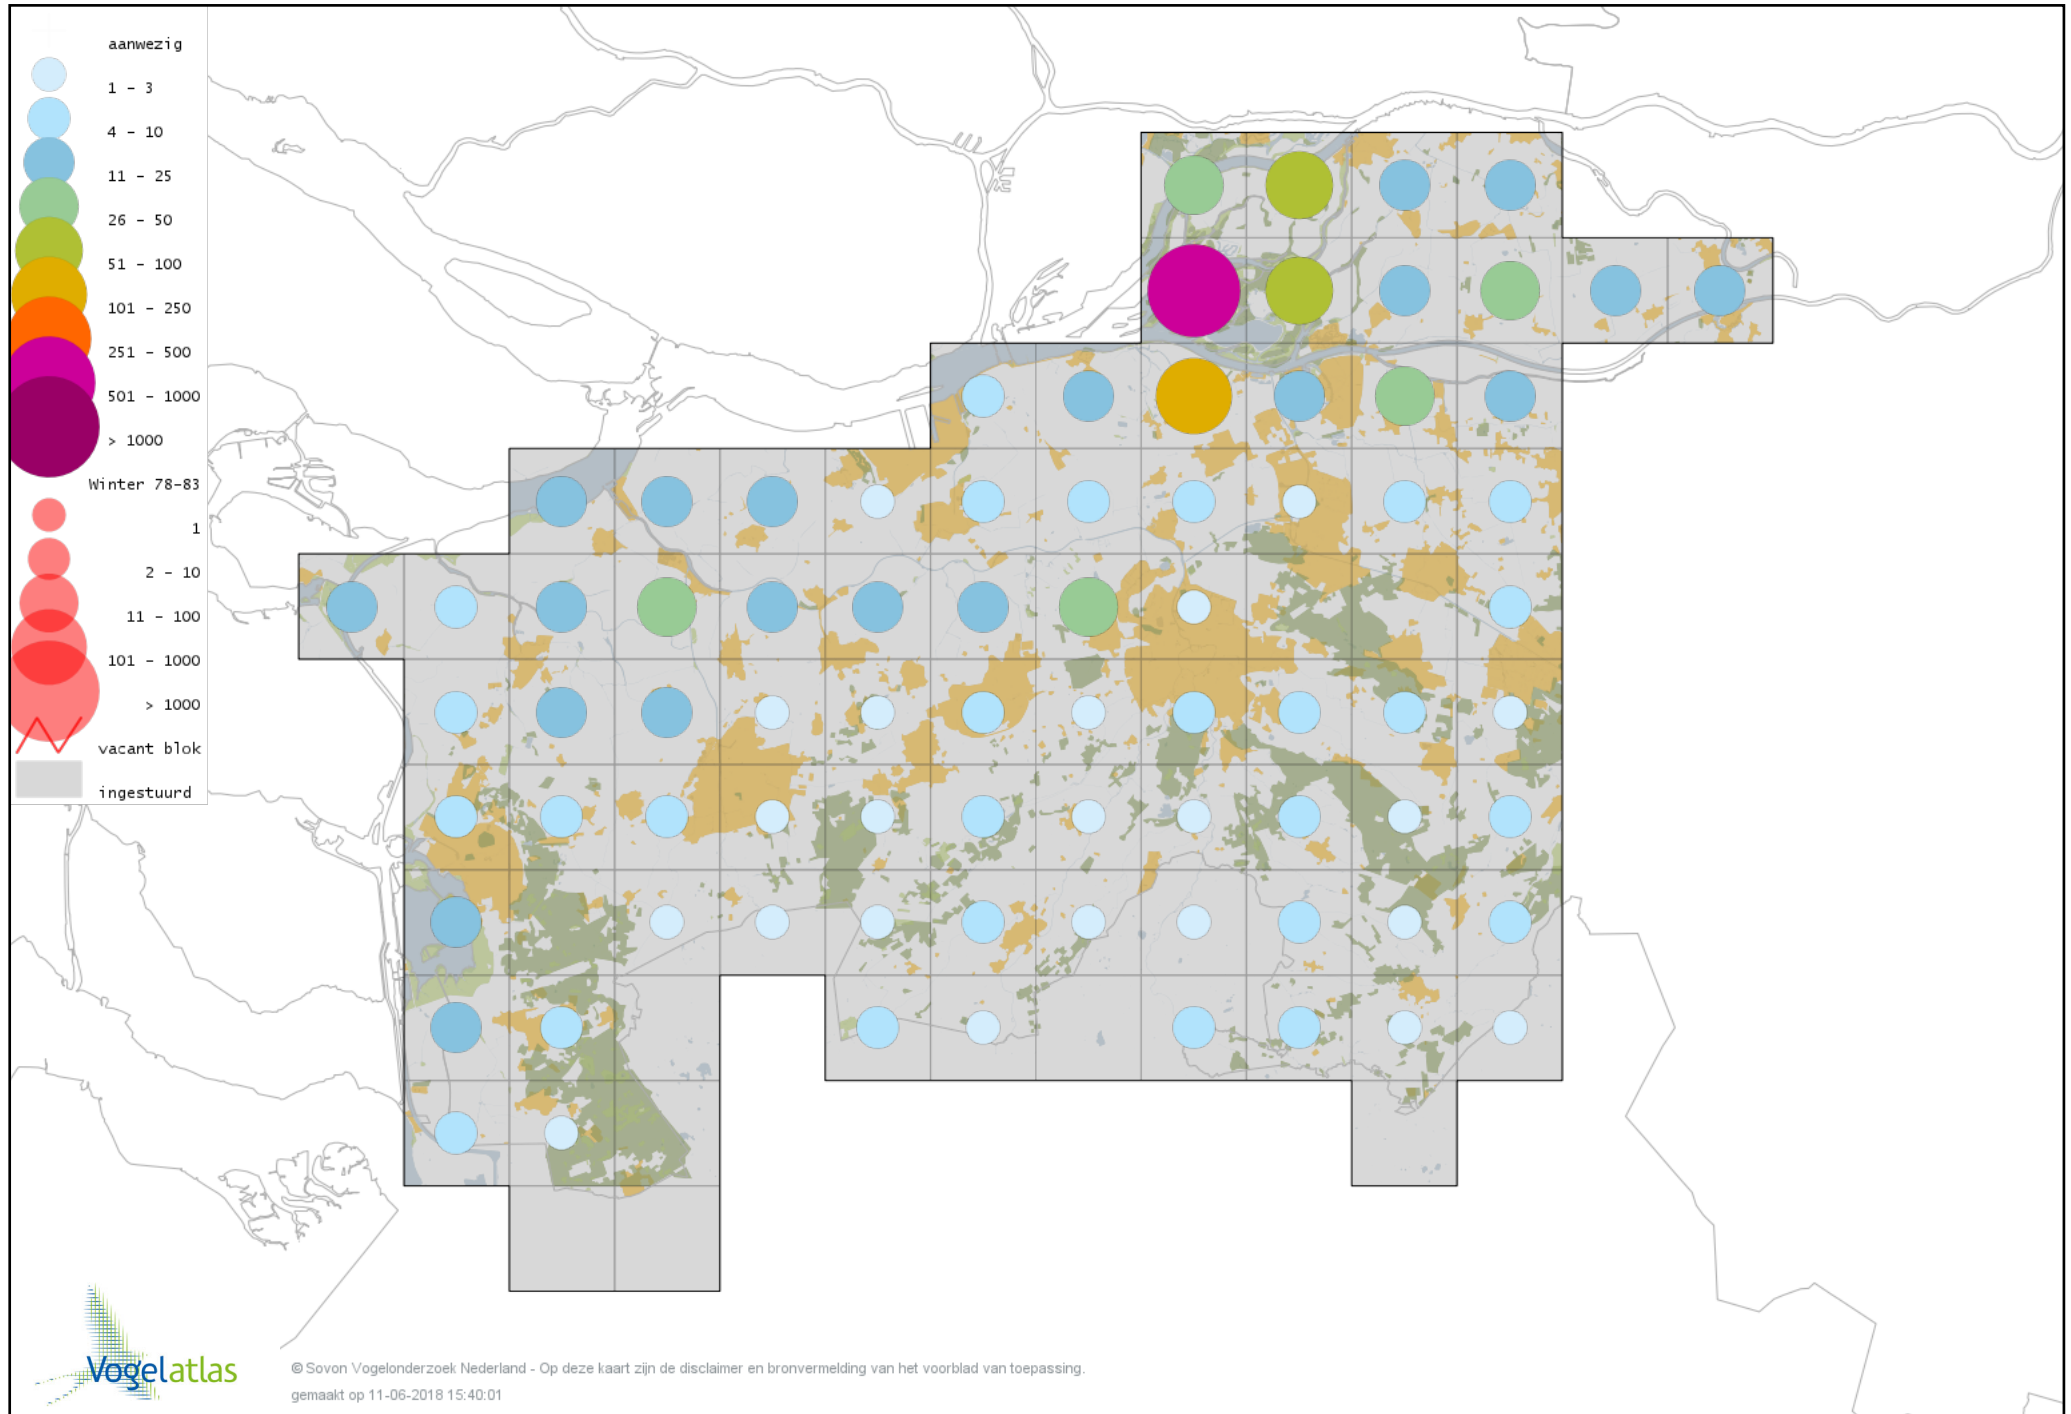 aanwezig
1 - 3
4 - 10
11 - 25
26 - 50
51 - 100
101 - 250
251 - 500
501 - 1000
> 1000
Winter 78-83
1
2 - 10
11 - 100
101 - 1000
> 1000
vacant blok
ingestuurd
Vogelatlas
© Sovon Vogelonderzoek Nederland - Op deze kaart zijn de disclaimer en bronvermelding van het voorblad van toepassing.
gemaakt op 11-06-2018 15:40:01